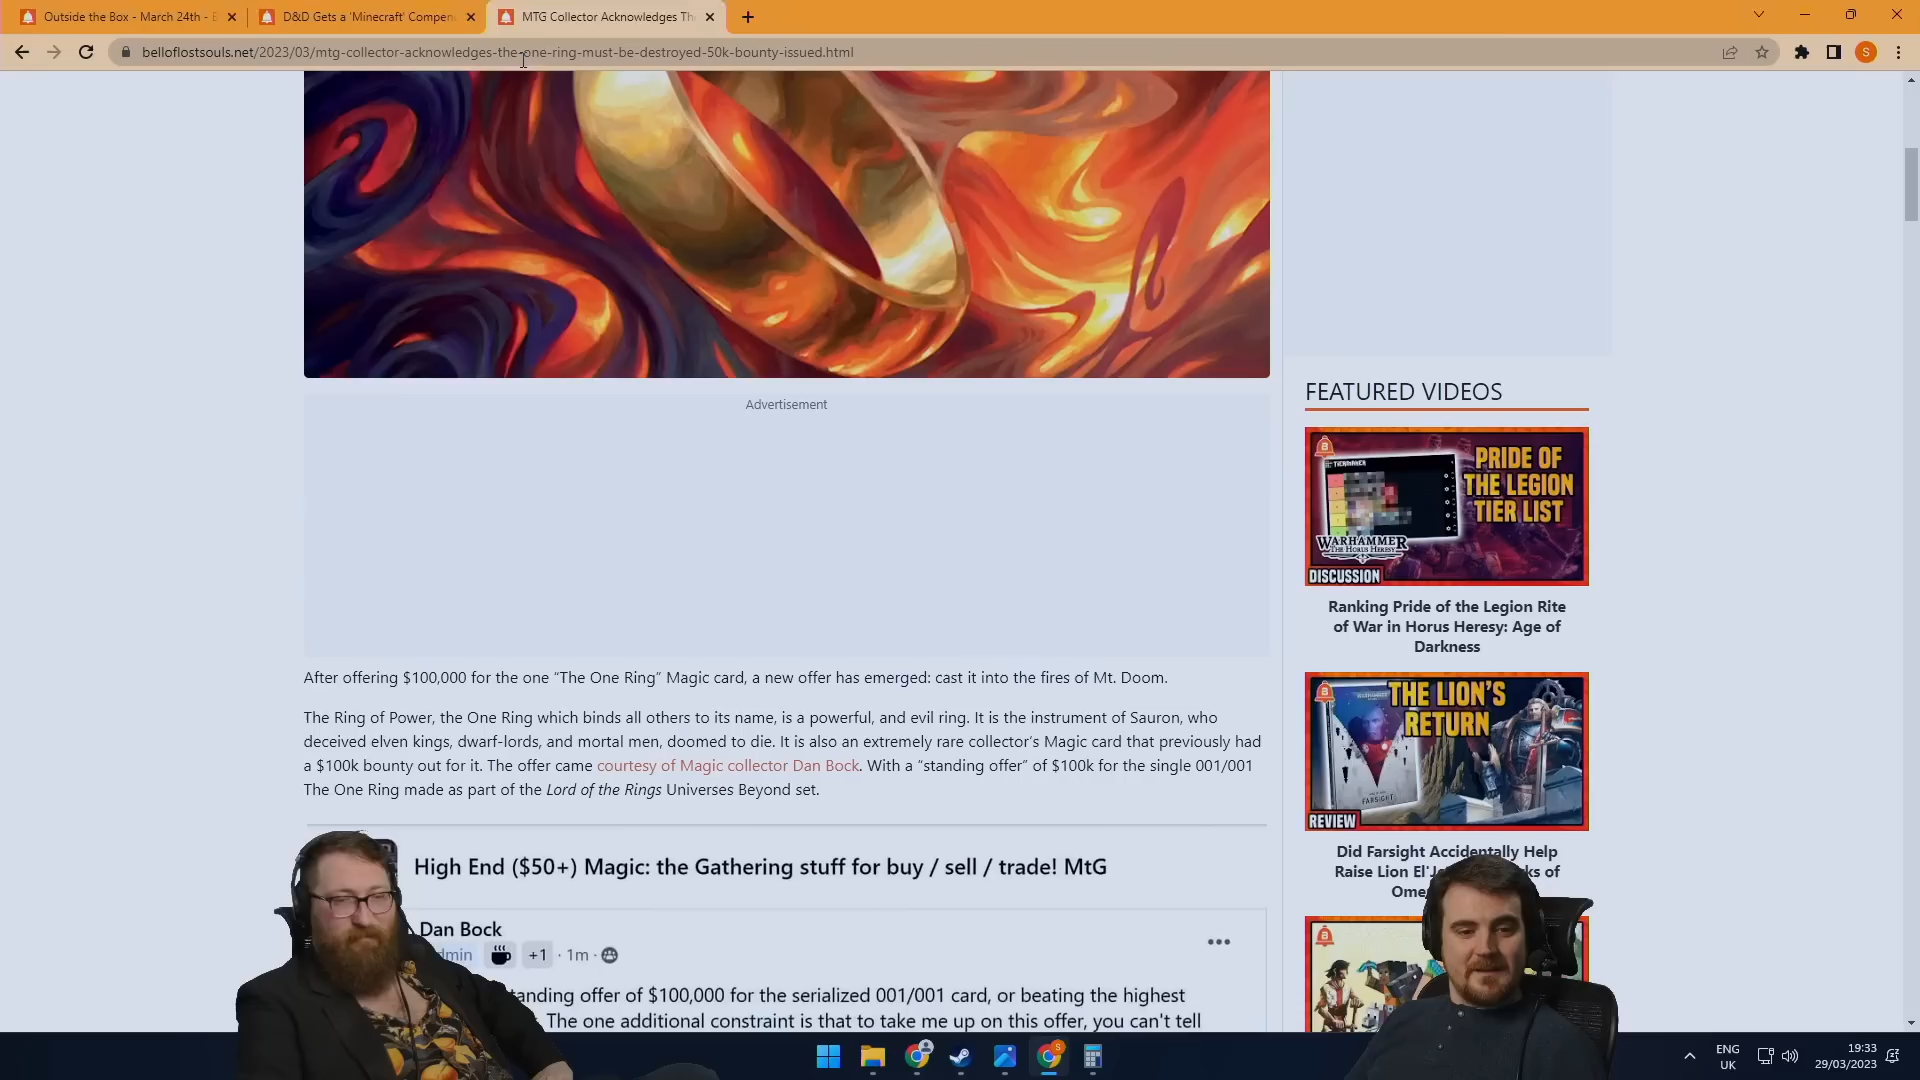 Outside the Box - March 24th -
D&D Gets a 'Minecraft' Compen
MTG Collector Acknowledges The
belloflostsouls.net/2023/03/mtg-collector-acknowledges-the-one-ring-must-be-destroyed-50k-bounty-issued.html
S
Advertisement
After offering $100,000 for the one “The One Ring” Magic card, a new offer has emerged: cast it into the fires of Mt. Doom.
The Ring of Power, the One Ring which binds all others to its name, is a powerful, and evil ring. It is the instrument of Sauron, who
deceived elven kings, dwarf-lords, and mortal men, doomed to die. It is also an extremely rare collector’s Magic card that previously had
a $100k bounty out for it. The offer came courtesy of Magic collector Dan Bock. With a “standing offer” of $100k for the single 001/001
The One Ring made as part of the Lord of the Rings Universes Beyond set.
High End ($50+) Magic: the Gathering stuff for buy / sell / trade! MtG
Dan Bock
+1 · 1m ·
standing offer of $100,000 for the serialized 001/001 card, or beating the highest
The one additional constraint is that to take me up on this offer, you can't tell
FEATURED VIDEOS
TIERMAKER
PRIDE OF
THE LEGION
TIER LIST
WARHAMMER
THE HORUS HERESY
DISCUSSION
Ranking Pride of the Legion Rite
of War in Horus Heresy: Age of
Darkness
THE LION'S
RETURN
FARSIGHT
REVIEW
Did Farsight Accidentally Help
Raise Lion El'J of
Ome
ENG
UK
19:33
29/03/2023